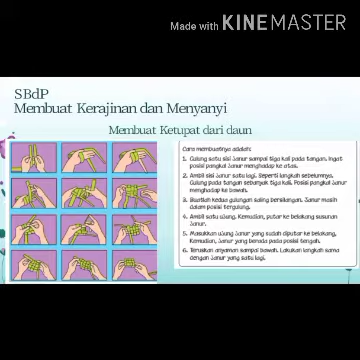 Made with KINEMASTER
SBdP
Membuat Kerajinan dan Menyanyi
Membuat Ketupat dari daun
Cara membuatnya adalah:
1. Gulung satu sisi Janur sampai tiga kali pada tangan. Ingat
posisi pangkal Janur menghadap ke atas.
2. Ambil sisi Janur satu lagi. Seperti langkah sebelumnya,
Gulung pada tangan sebanyak tiga kali. Posisi pangkal Janur
menghadap ke bawah.
3. Buatlah kedua gulungan saling bersilangan. Janur masih
dalam posisi tergulung.
4. Ambil satu ujung. Kemudian, putar ke belakang susunan
Janur.
5. Masukkan ujung Janur yang sudah diputar ke belakang,
Kemudian, Janur yang berada pada posisi tengah.
6. Teruskan anyaman sampai bawah. Lakukan langkah sama
dengan Janur yang satu lagi.